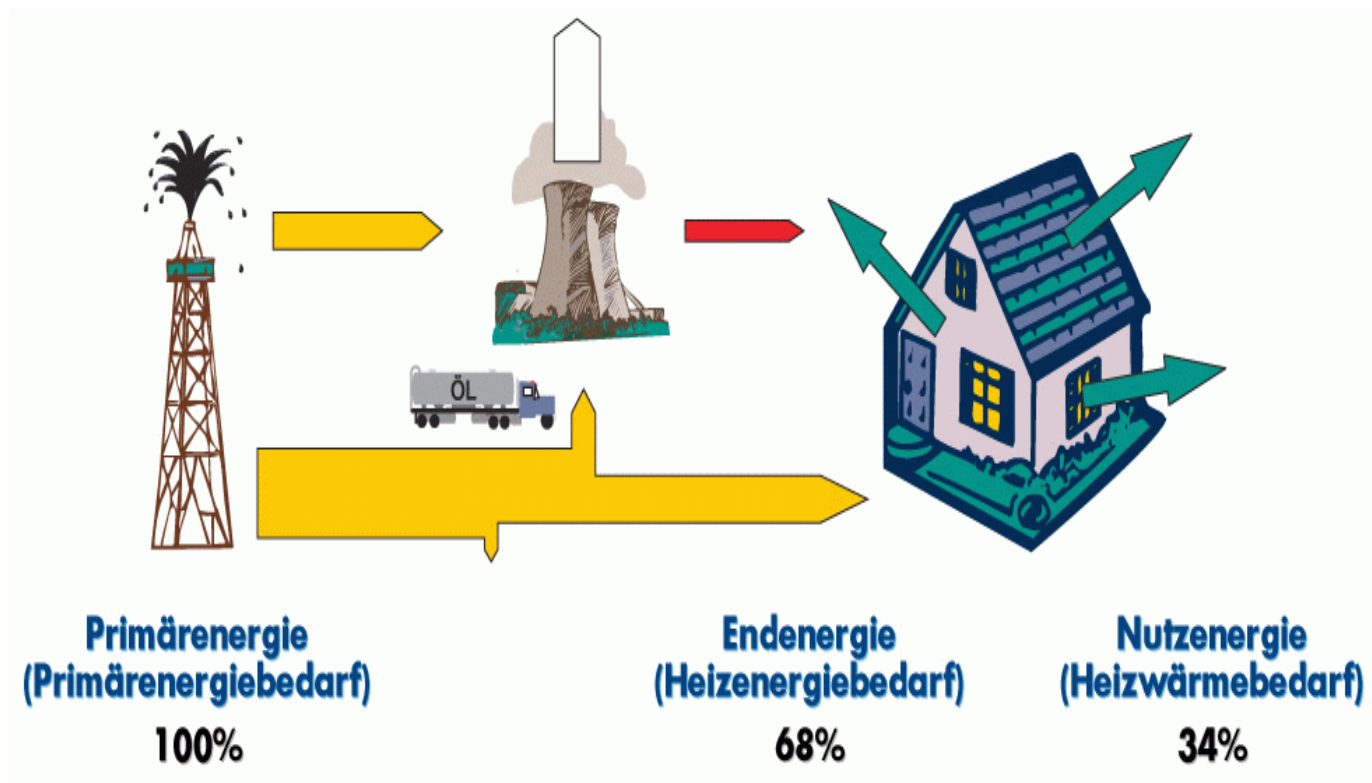 ÖL
Primärenergie
(Primärenergiebedarf)
100%
Endenergie
(Heizenergiebedarf)
68%
Nutzenergie
(Heizwärmebedarf)
34%